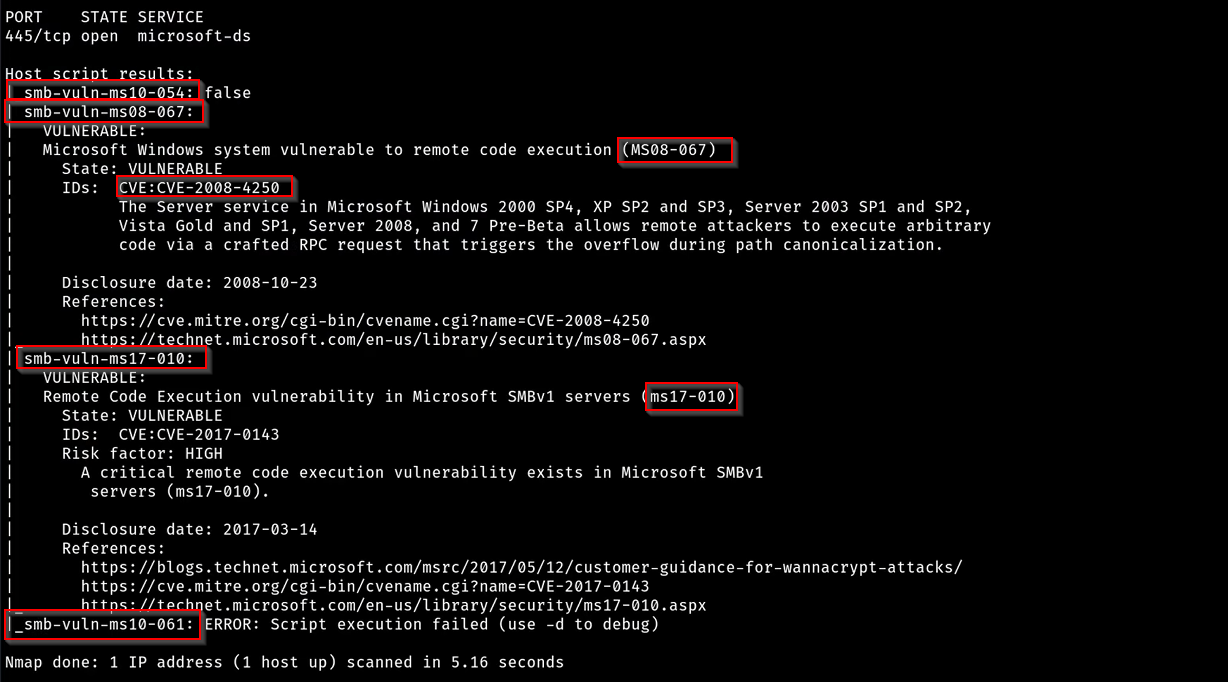 PORT    STATE SERVICE
445/tcp open  microsoft-ds
Host script results:
|_smb-vuln-ms10-054: false
| smb-vuln-ms08-067:
|   VULNERABLE:
|   Microsoft Windows system vulnerable to remote code execution (MS08-067)
|     State: VULNERABLE
|     IDs:  CVE:CVE-2008-4250
|           The Server service in Microsoft Windows 2000 SP4, XP SP2 and SP3, Server 2003 SP1 and SP2,
|           Vista Gold and SP1, Server 2008, and 7 Pre-Beta allows remote attackers to execute arbitrary
|           code via a crafted RPC request that triggers the overflow during path canonicalization.
|
|     Disclosure date: 2008-10-23
|     References:
|       https://cve.mitre.org/cgi-bin/cvename.cgi?name=CVE-2008-4250
|_      https://technet.microsoft.com/en-us/library/security/ms08-067.aspx
| smb-vuln-ms17-010:
|   VULNERABLE:
|   Remote Code Execution vulnerability in Microsoft SMBv1 servers (ms17-010)
|     State: VULNERABLE
|     IDs:  CVE:CVE-2017-0143
|     Risk factor: HIGH
|       A critical remote code execution vulnerability exists in Microsoft SMBv1
|        servers (ms17-010).
|
|     Disclosure date: 2017-03-14
|     References:
|       https://blogs.technet.microsoft.com/msrc/2017/05/12/customer-guidance-for-wannacrypt-attacks/
|       https://cve.mitre.org/cgi-bin/cvename.cgi?name=CVE-2017-0143
|_      https://technet.microsoft.com/en-us/library/security/ms17-010.aspx
|_smb-vuln-ms10-061: ERROR: Script execution failed (use -d to debug)
Nmap done: 1 IP address (1 host up) scanned in 5.16 seconds